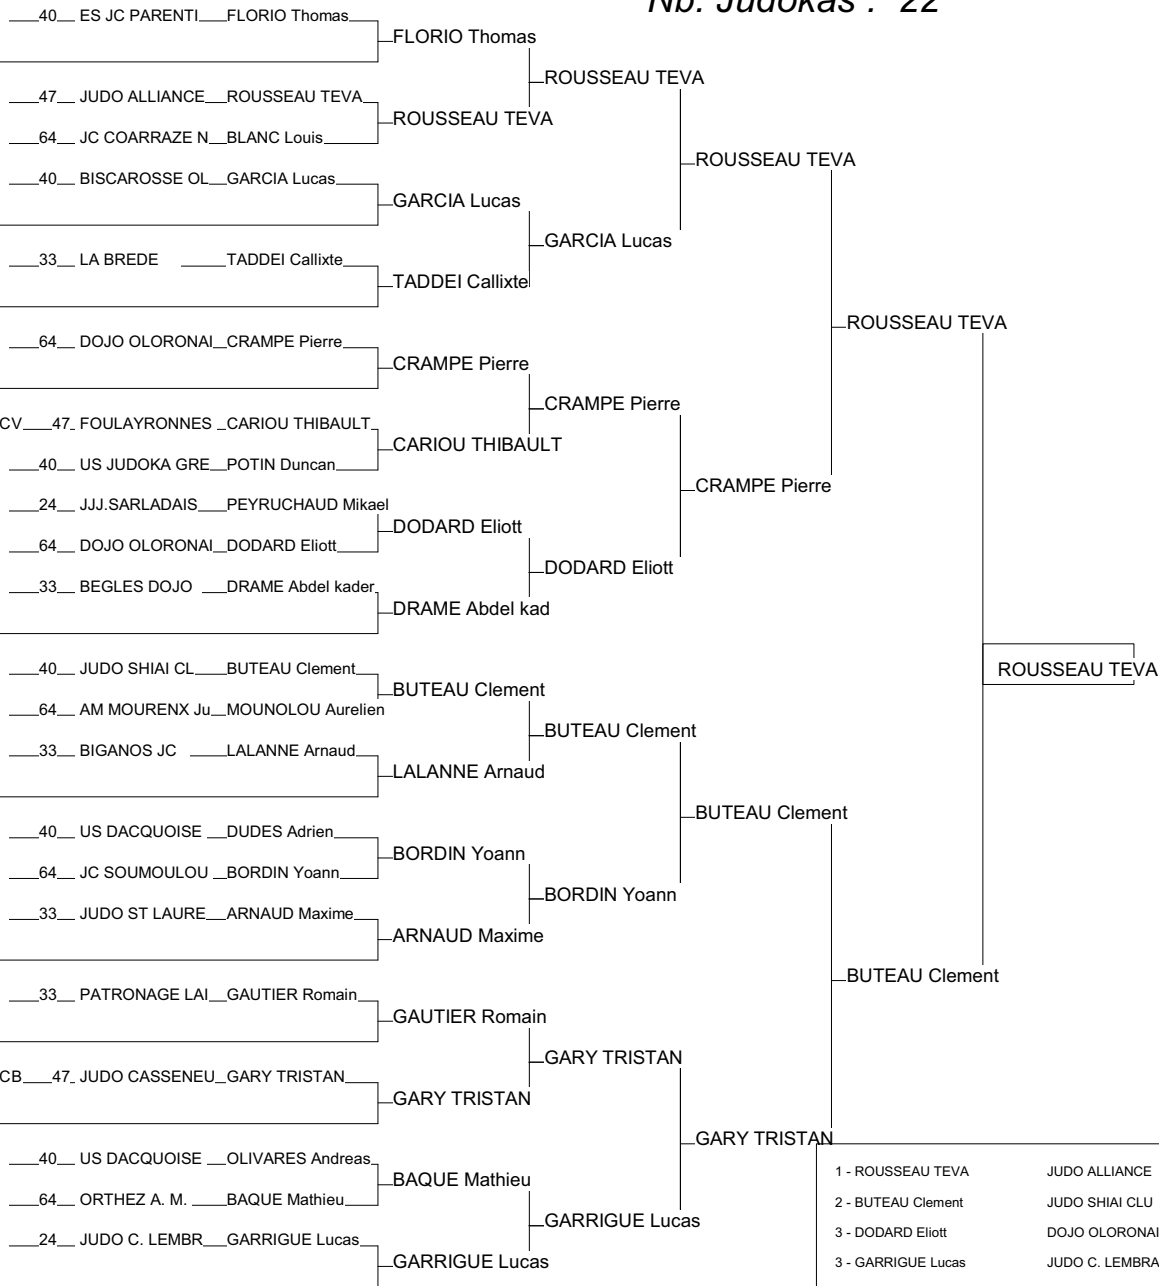 Nb. Judokas : 22
40 ES JC PARENTI FLORIO Thomas
FLORIO Thomas
ROUSSEAU TEVA
47 JUDO ALLIANCE ROUSSEAU TEVA
ROUSSEAU TEVA
64 JC COARRAZE N BLANC Louis
ROUSSEAU TEVA
40 BISCAROSSE OL GARCIA Lucas
GARCIA Lucas
GARCIA Lucas
33 LA BREDE TADDEI Callixte
TADDEI Callixte
ROUSSEAU TEVA
64 DOJO OLORONAI CRAMPE Pierre
CRAMPE Pierre
CRAMPE Pierre
CV 47 FOULAYRONNES CARIOU THIBAULT
CARIOU THIBAULT
40 US JUDOKA GRE POTIN Duncan
CRAMPE Pierre
24 JJJ.SARLADAIS PEYRUCHAUD Mikael
DODARD Eliott
64 DOJO OLORONAI DODARD Eliott
DODARD Eliott
33 BEGLES DOJO DRAME Abdel kader
DRAME Abdel kad
40 JUDO SHIAI CL BUTEAU Clement
ROUSSEAU TEVA
BUTEAU Clement
64 AM MOURENX Ju MOUNOLOU Aurelien
BUTEAU Clement
33 BIGANOS JC LALANNE Arnaud
LALANNE Arnaud
BUTEAU Clement
40 US DACQUOISE DUDES Adrien
BORDIN Yoann
64 JC SOUMOULOU BORDIN Yoann
BORDIN Yoann
33 JUDO ST LAURE ARNAUD Maxime
ARNAUD Maxime
BUTEAU Clement
33 PATRONAGE LAI GAUTIER Romain
GAUTIER Romain
GARY TRISTAN
CB 47 JUDO CASSENEU GARY TRISTAN
GARY TRISTAN
GARY TRISTAN
40 US DACQUOISE OLIVARES Andreas
BAQUE Mathieu
64 ORTHEZ A. M. BAQUE Mathieu
GARRIGUE Lucas
24 JUDO C. LEMBR GARRIGUE Lucas
GARRIGUE Lucas
1 - ROUSSEAU TEVA JUDO ALLIANCE
2 - BUTEAU Clement JUDO SHIAI CLU
3 - DODARD Eliott DOJO OLORONAI
3 - GARRIGUE Lucas JUDO C. LEMBRA